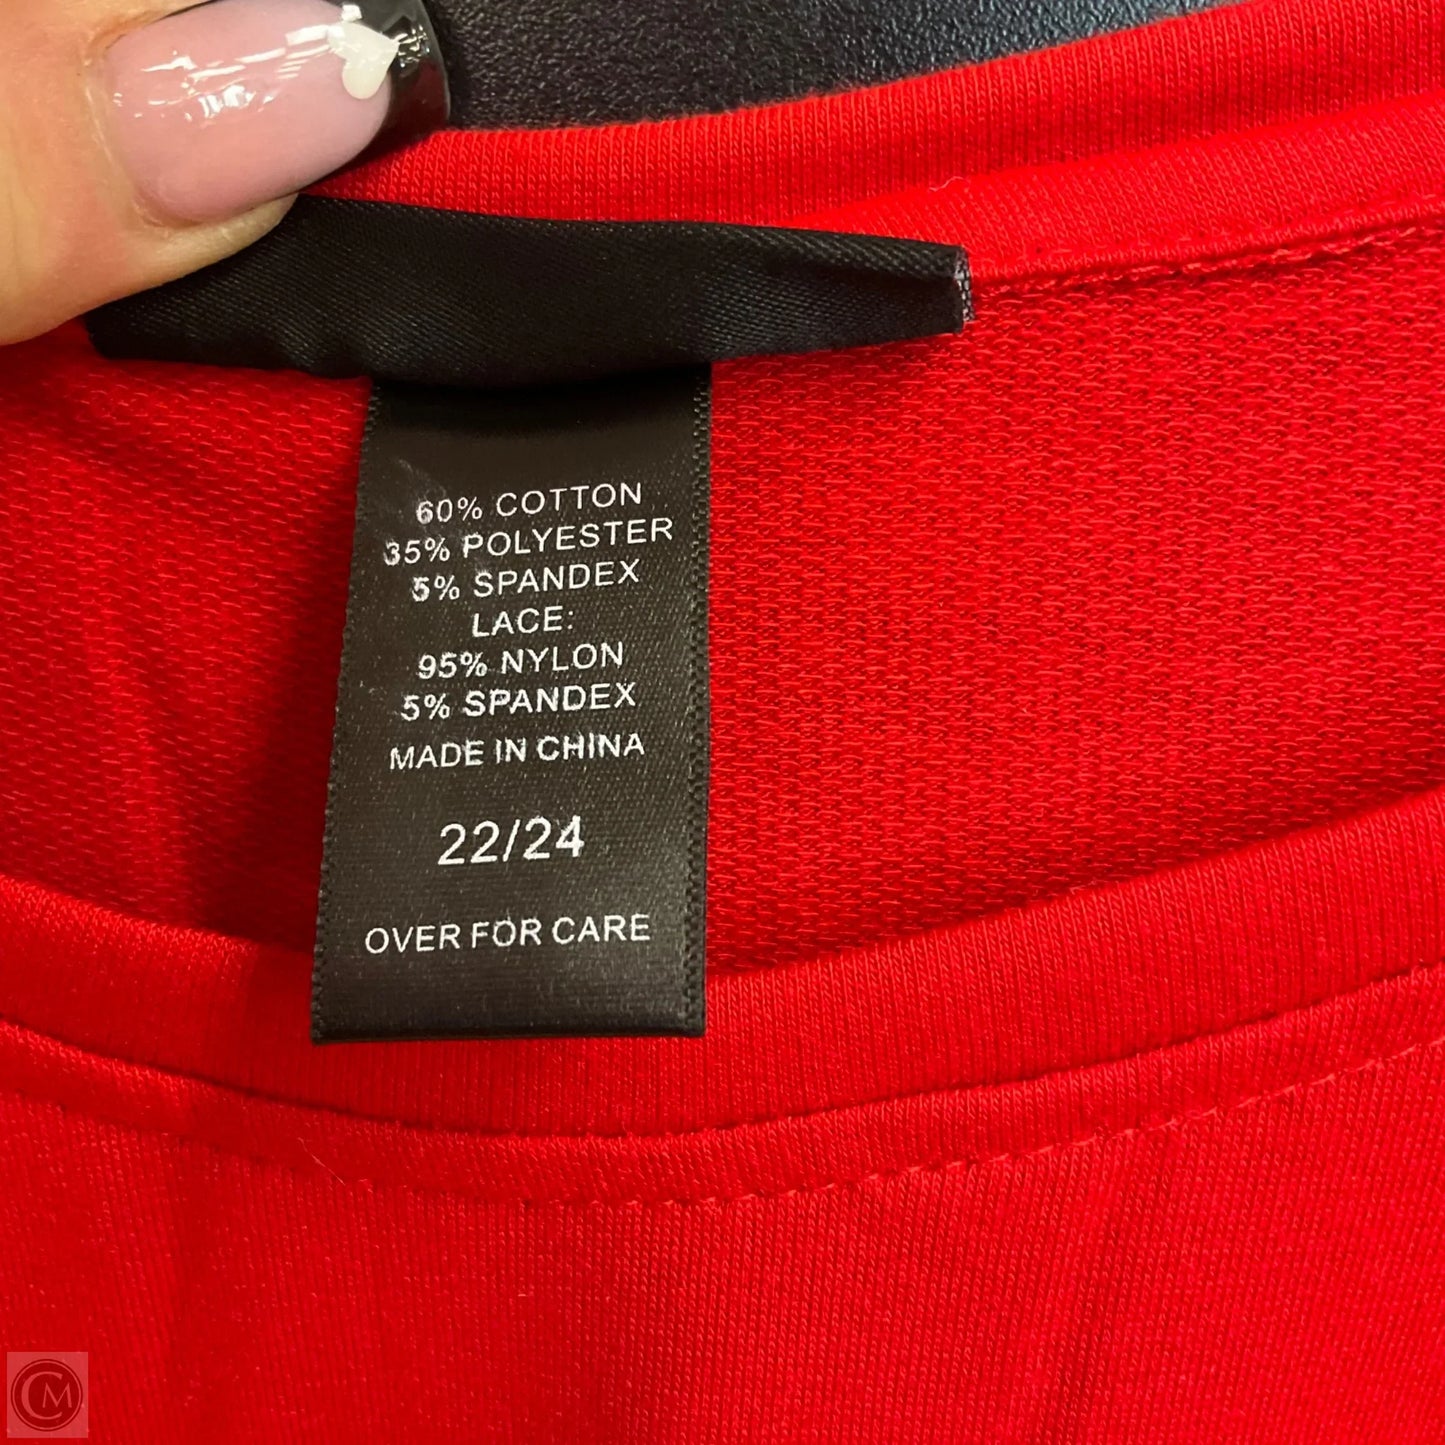 60% COTTON
35% POLYESTER
5% SPANDEX
LACE:
95% NYLON
5% SPANDEX
MADE IN CHINA
22/24
OVER FOR CARE
CM